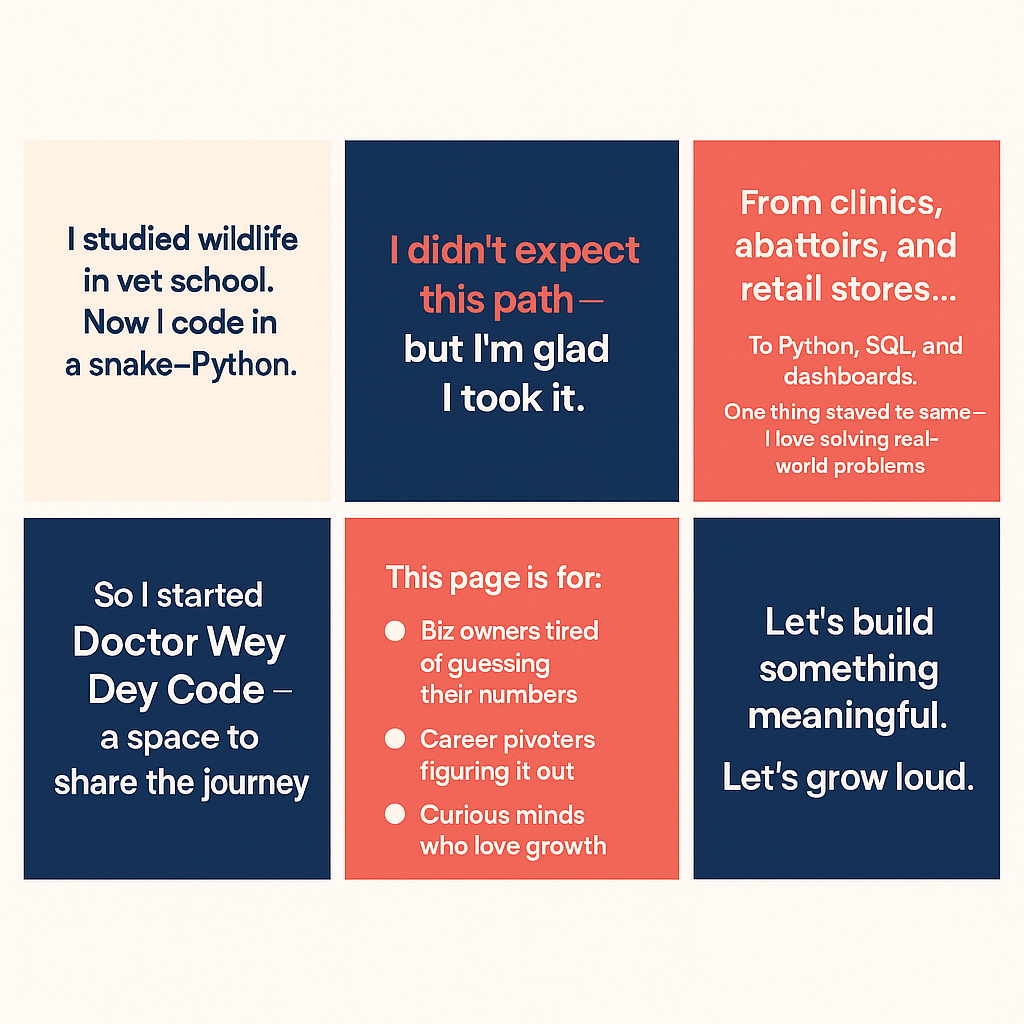 I studied wildlife
in vet school.
Now I code in
a snake–Python.
I didn't expect
this path —
but I'm glad
I took it.
From clinics,
abattoirs, and
retail stores...
To Python, SQL, and
dashboards.
One thing staved te same—
I love solving real-
world problems
So I started
Doctor Wey
Dey Code —
a space to
share the journey
This page is for:
Biz owners tired
of guessing
their numbers
Career pivoters
figuring it out
Curious minds
who love growth
Let's build
something
meaningful.
Let's grow loud.